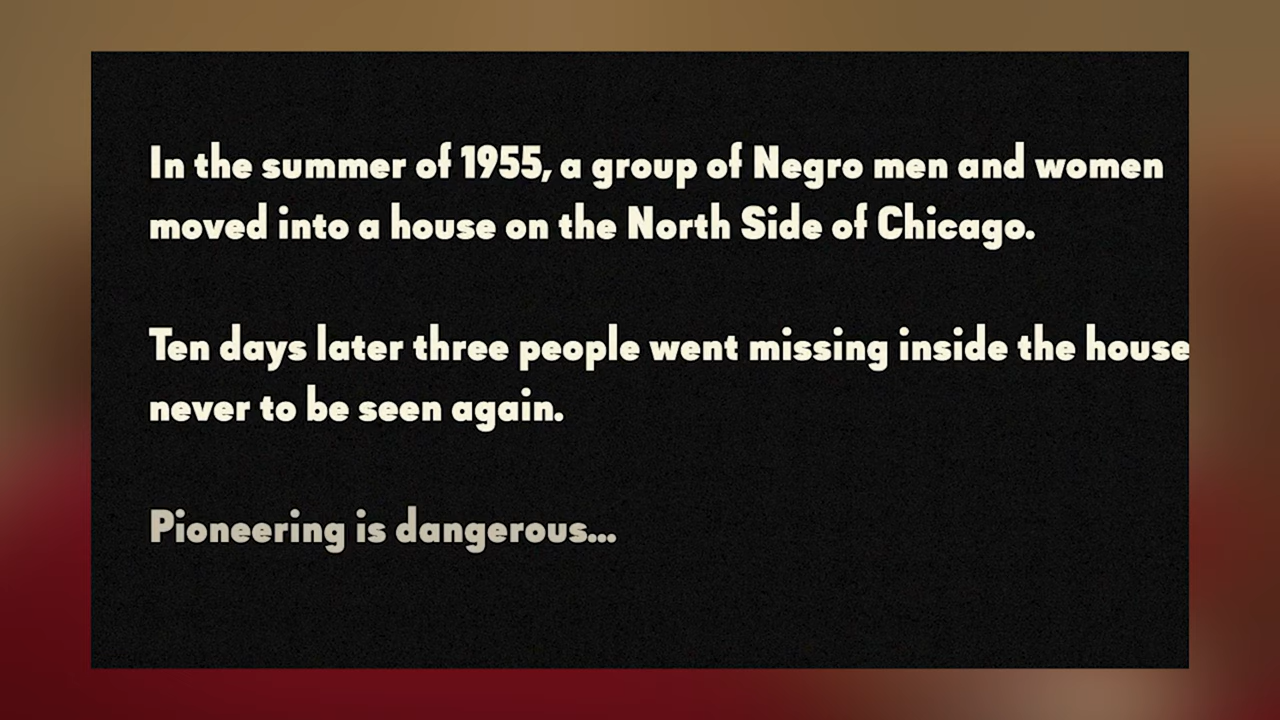 In the summer of 1955, a group of Negro men and women
moved into a house on the North Side of Chicago.
Ten days later three people went missing inside the house
never to be seen again.
Pioneering is dangerous...